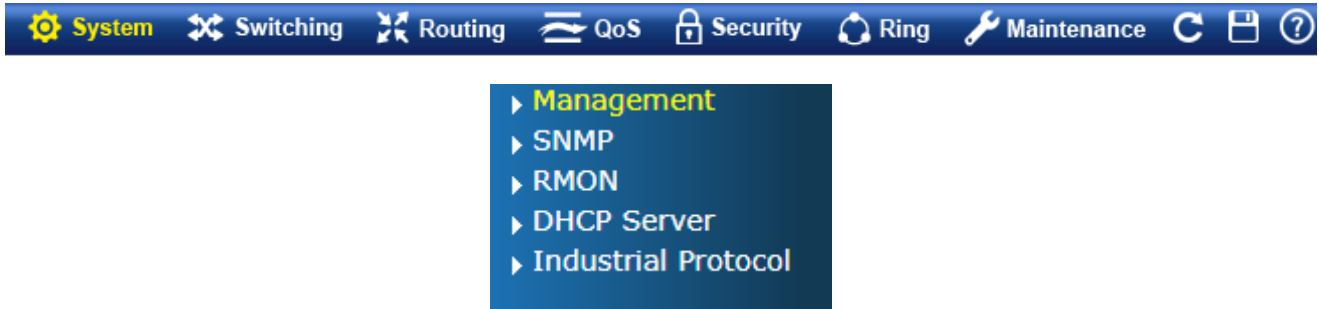 System Switching Routing QoS Security Ring Maintenance
Management
SNMP
RMON
DHCP Server
Industrial Protocol